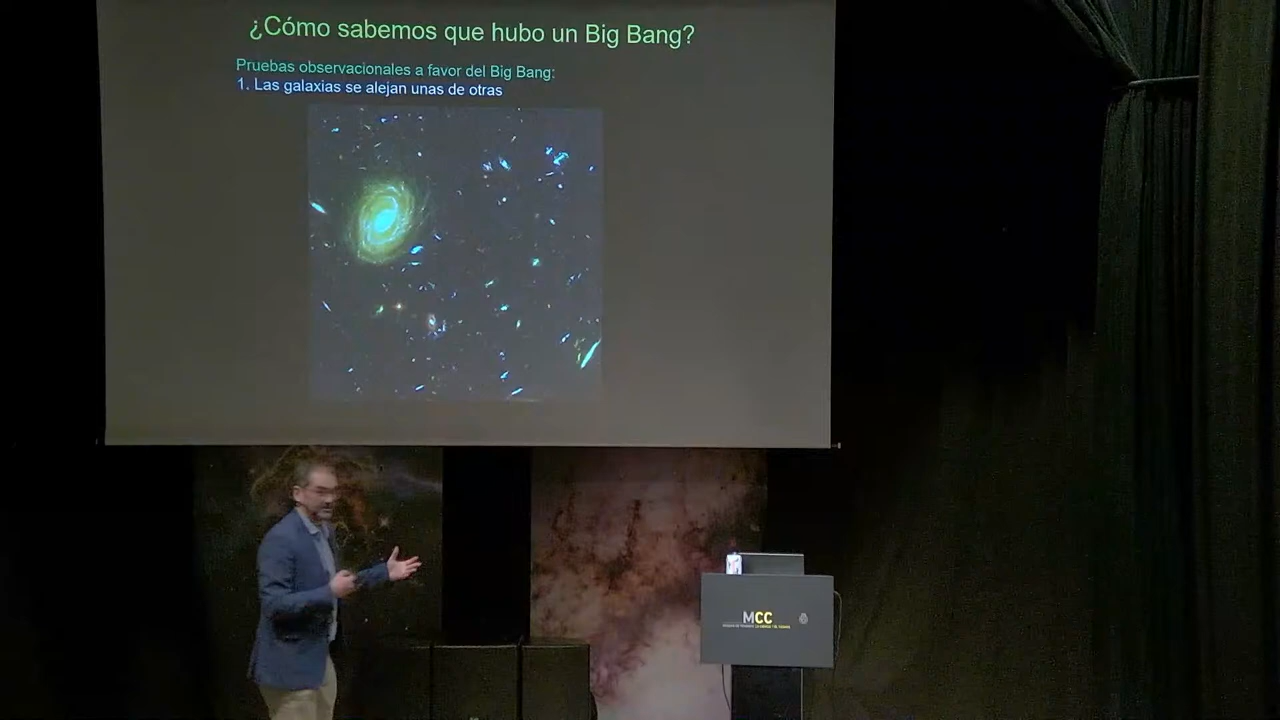 ¿Cómo sabemos que hubo un Big Bang?
Pruebas observacionales a favor del Big Bang:
1. Las galaxias se alejan unas de otras
MCC